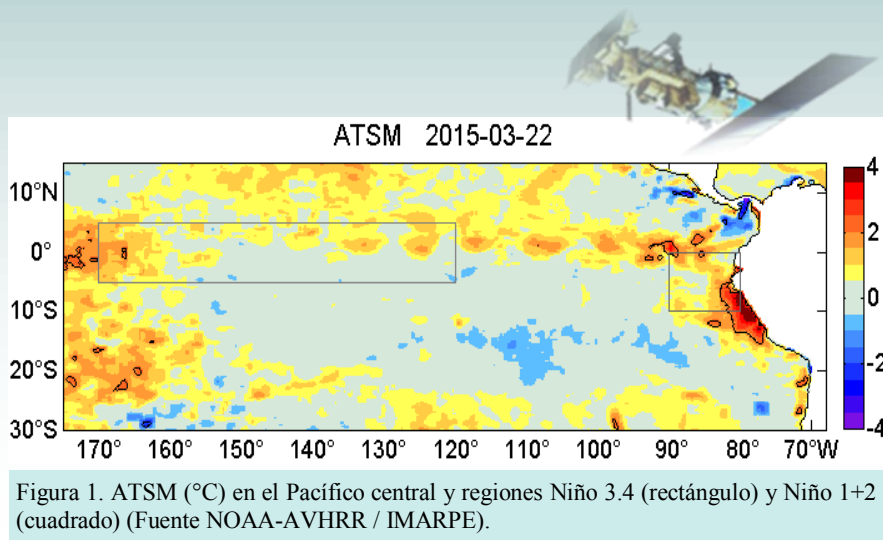 ATSM 2015-03-22
10°N
0°
10°S
20°S
30°S
170° 160° 150° 140° 130° 120° 110° 100° 90° 80° 70°W
4
2
0
-2
-4
Figura 1. ATSM (°C) en el Pacífico central y regiones Niño 3.4 (rectángulo) y Niño 1+2
(cuadrado) (Fuente NOAA-AVHRR / IMARPE).